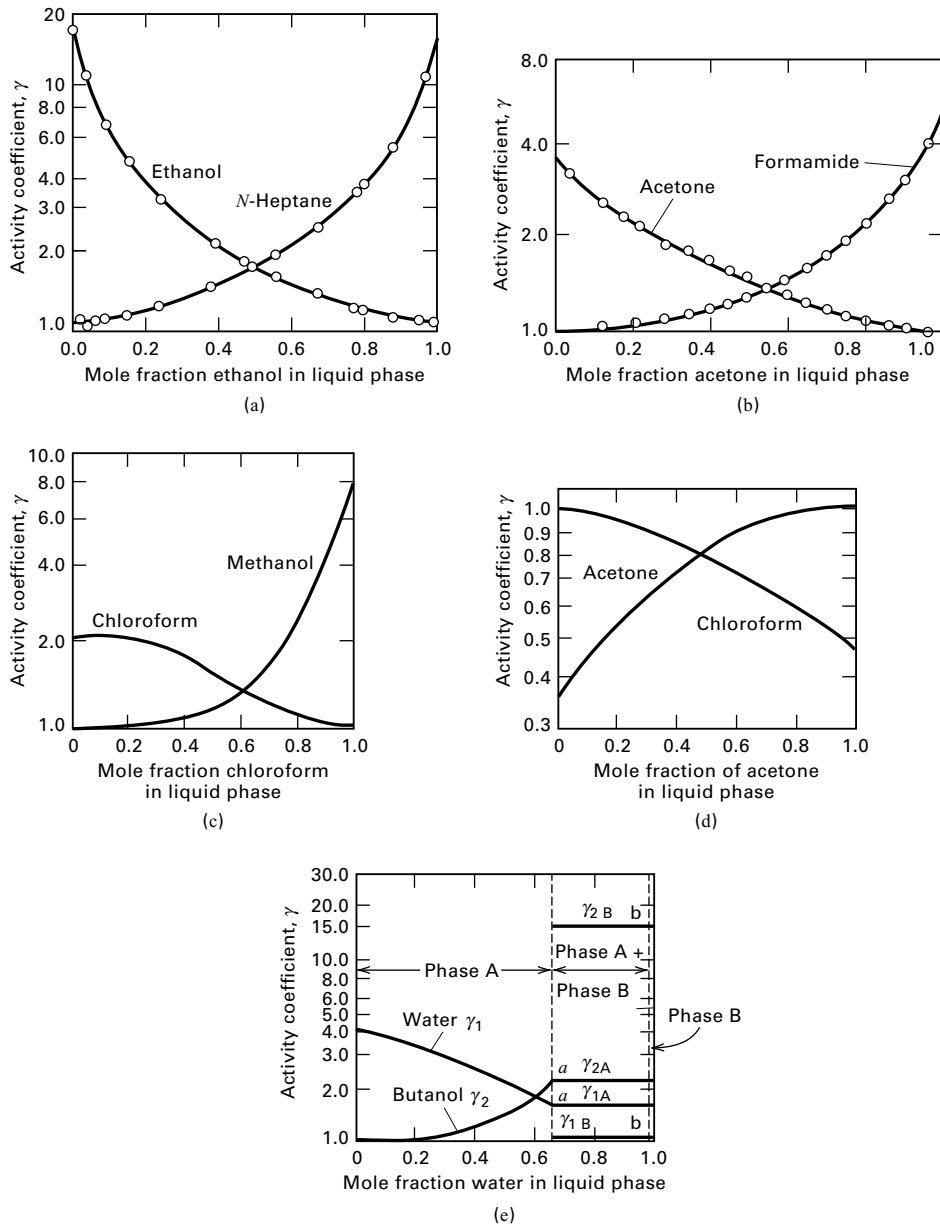 20
10
8.0
6.0
4.0
3.0
2.0
1.0
Activity coefficient, γ
Ethanol
N-Heptane
0.0 0.2 0.4 0.6 0.8 1.0
Mole fraction ethanol in liquid phase
(a)
8.0
4.0
2.0
1.0
Activity coefficient, γ
Formamide
Acetone
0 0.2 0.4 0.6 0.8 1.0
Mole fraction acetone in liquid phase
(b)
10.0
8.0
6.0
4.0
2.0
1.0
Activity coefficient, γ
Methanol
Chloroform
0 0.2 0.4 0.6 0.8 1.0
Mole fraction chloroform
in liquid phase
(c)
1.0
0.8
0.7
0.6
0.5
0.4
0.3
Activity coefficient, γ
Acetone
Chloroform
0 0.2 0.4 0.6 0.8 1.0
Mole fraction of acetone
in liquid phase
(d)
30.0
20.0
15.0
10.0
8.0
6.0
5.0
4.0
3.0
2.0
1.0
Activity coefficient, γ
γ2 B b
Phase A
Phase A +
Phase B
Phase B
Water γ1
a γ2A
Butanol γ2
a γ1A
γ1 B b
0 0.2 0.4 0.6 0.8 1.0
Mole fraction water in liquid phase
(e)